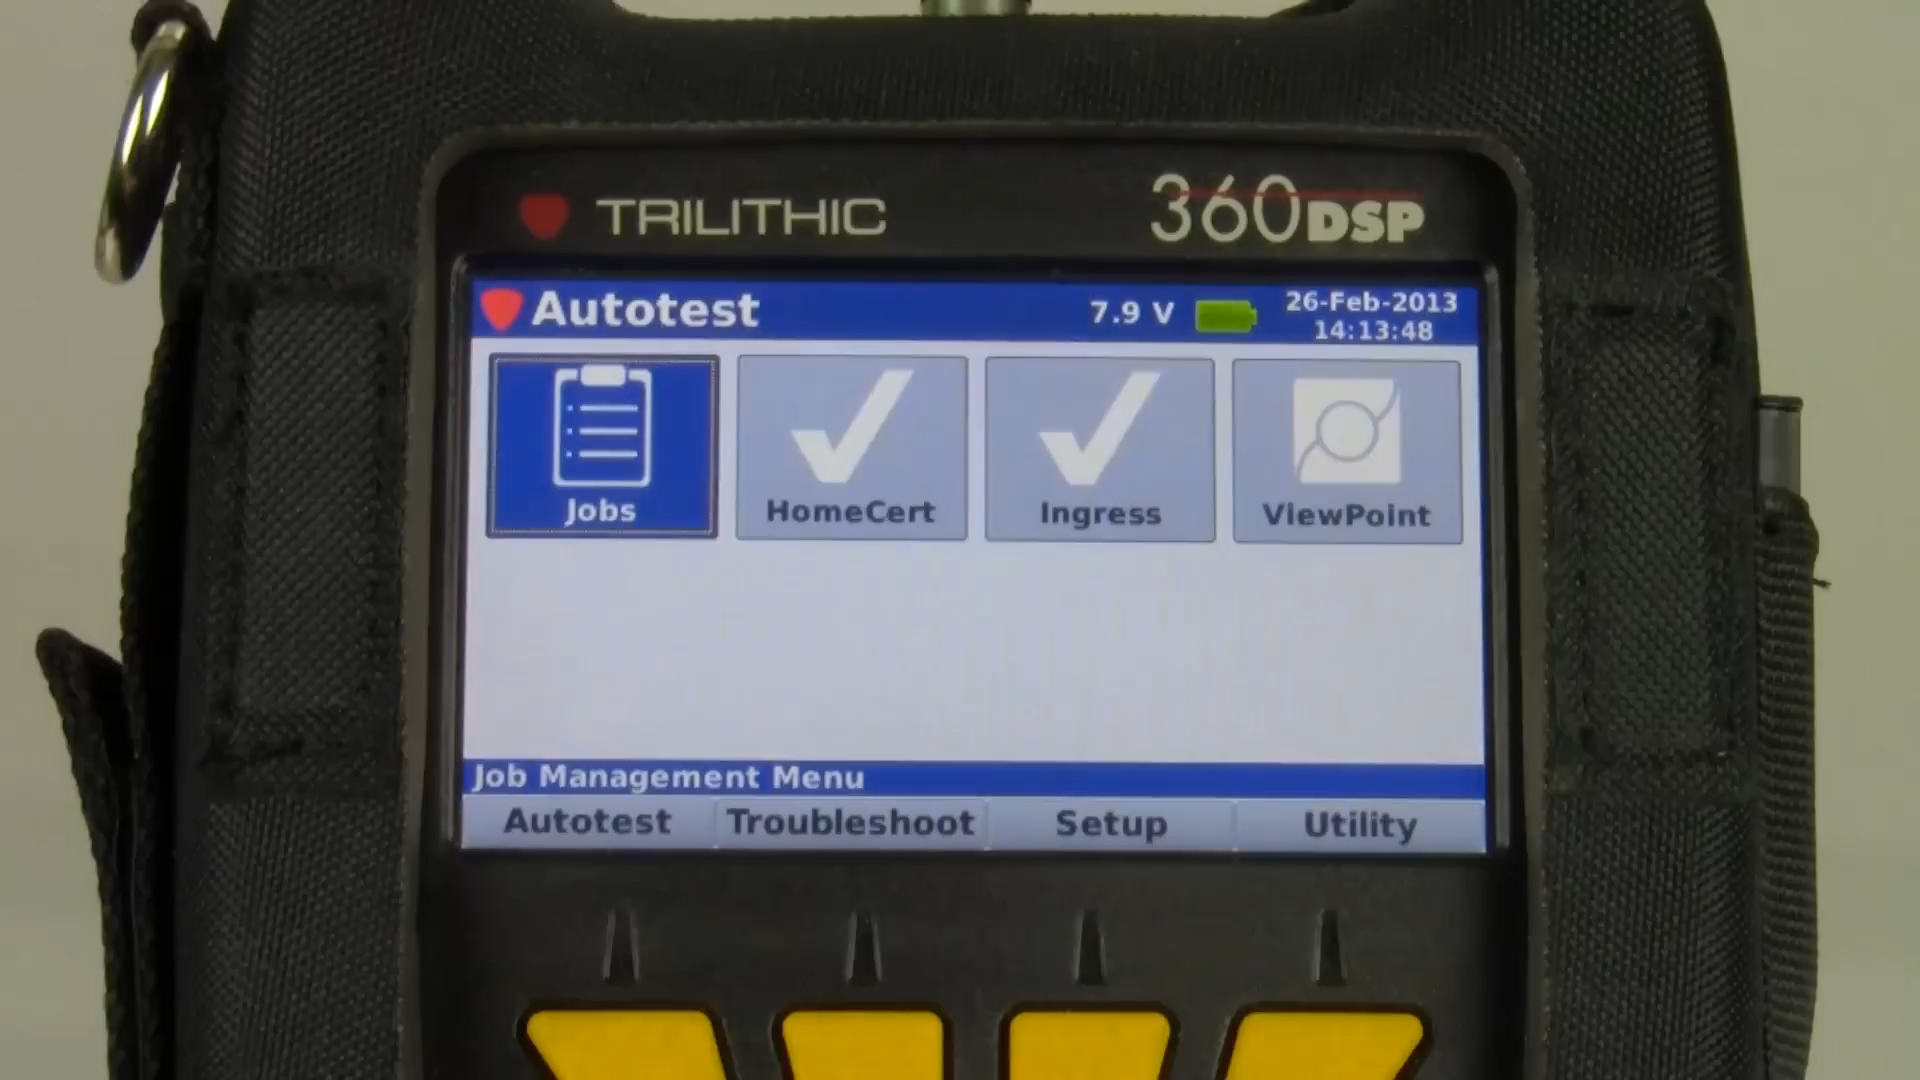 TRILITHIC 360DSP
Autotest 7.9 V 26-Feb-2013
14:13:48
Jobs HomeCert Ingress ViewPoint
Job Management Menu
Autotest Troubleshoot Setup Utility